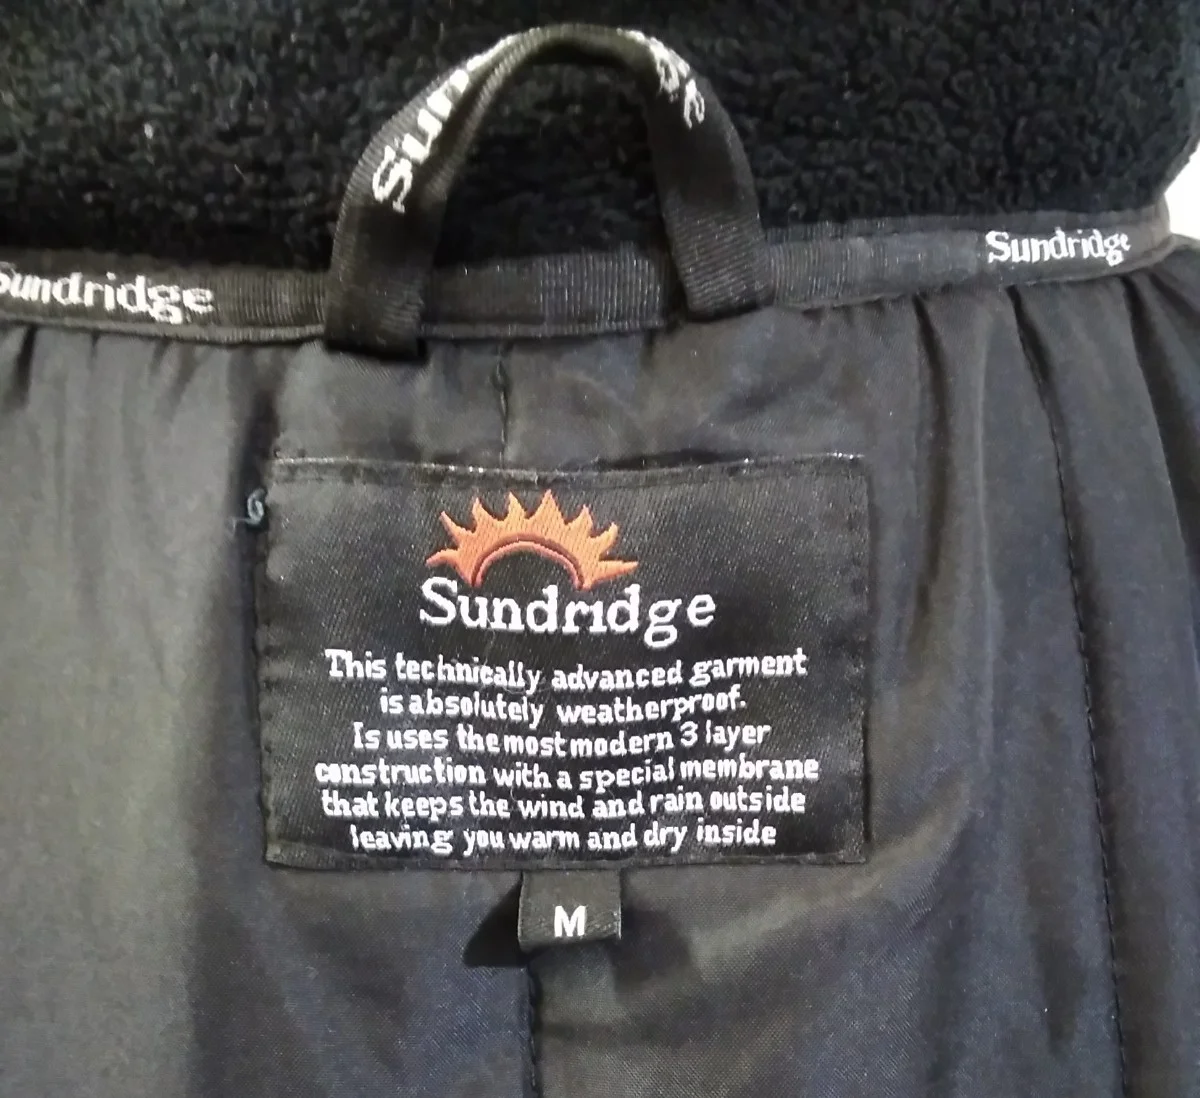 Sundridge
Sundridge
Sundridge
This technically advanced garment
is absolutely weatherproof.
Is uses the most modern 3 layer
construction with a special membrane
that keeps the wind and rain outside
leaving you warm and dry inside
M